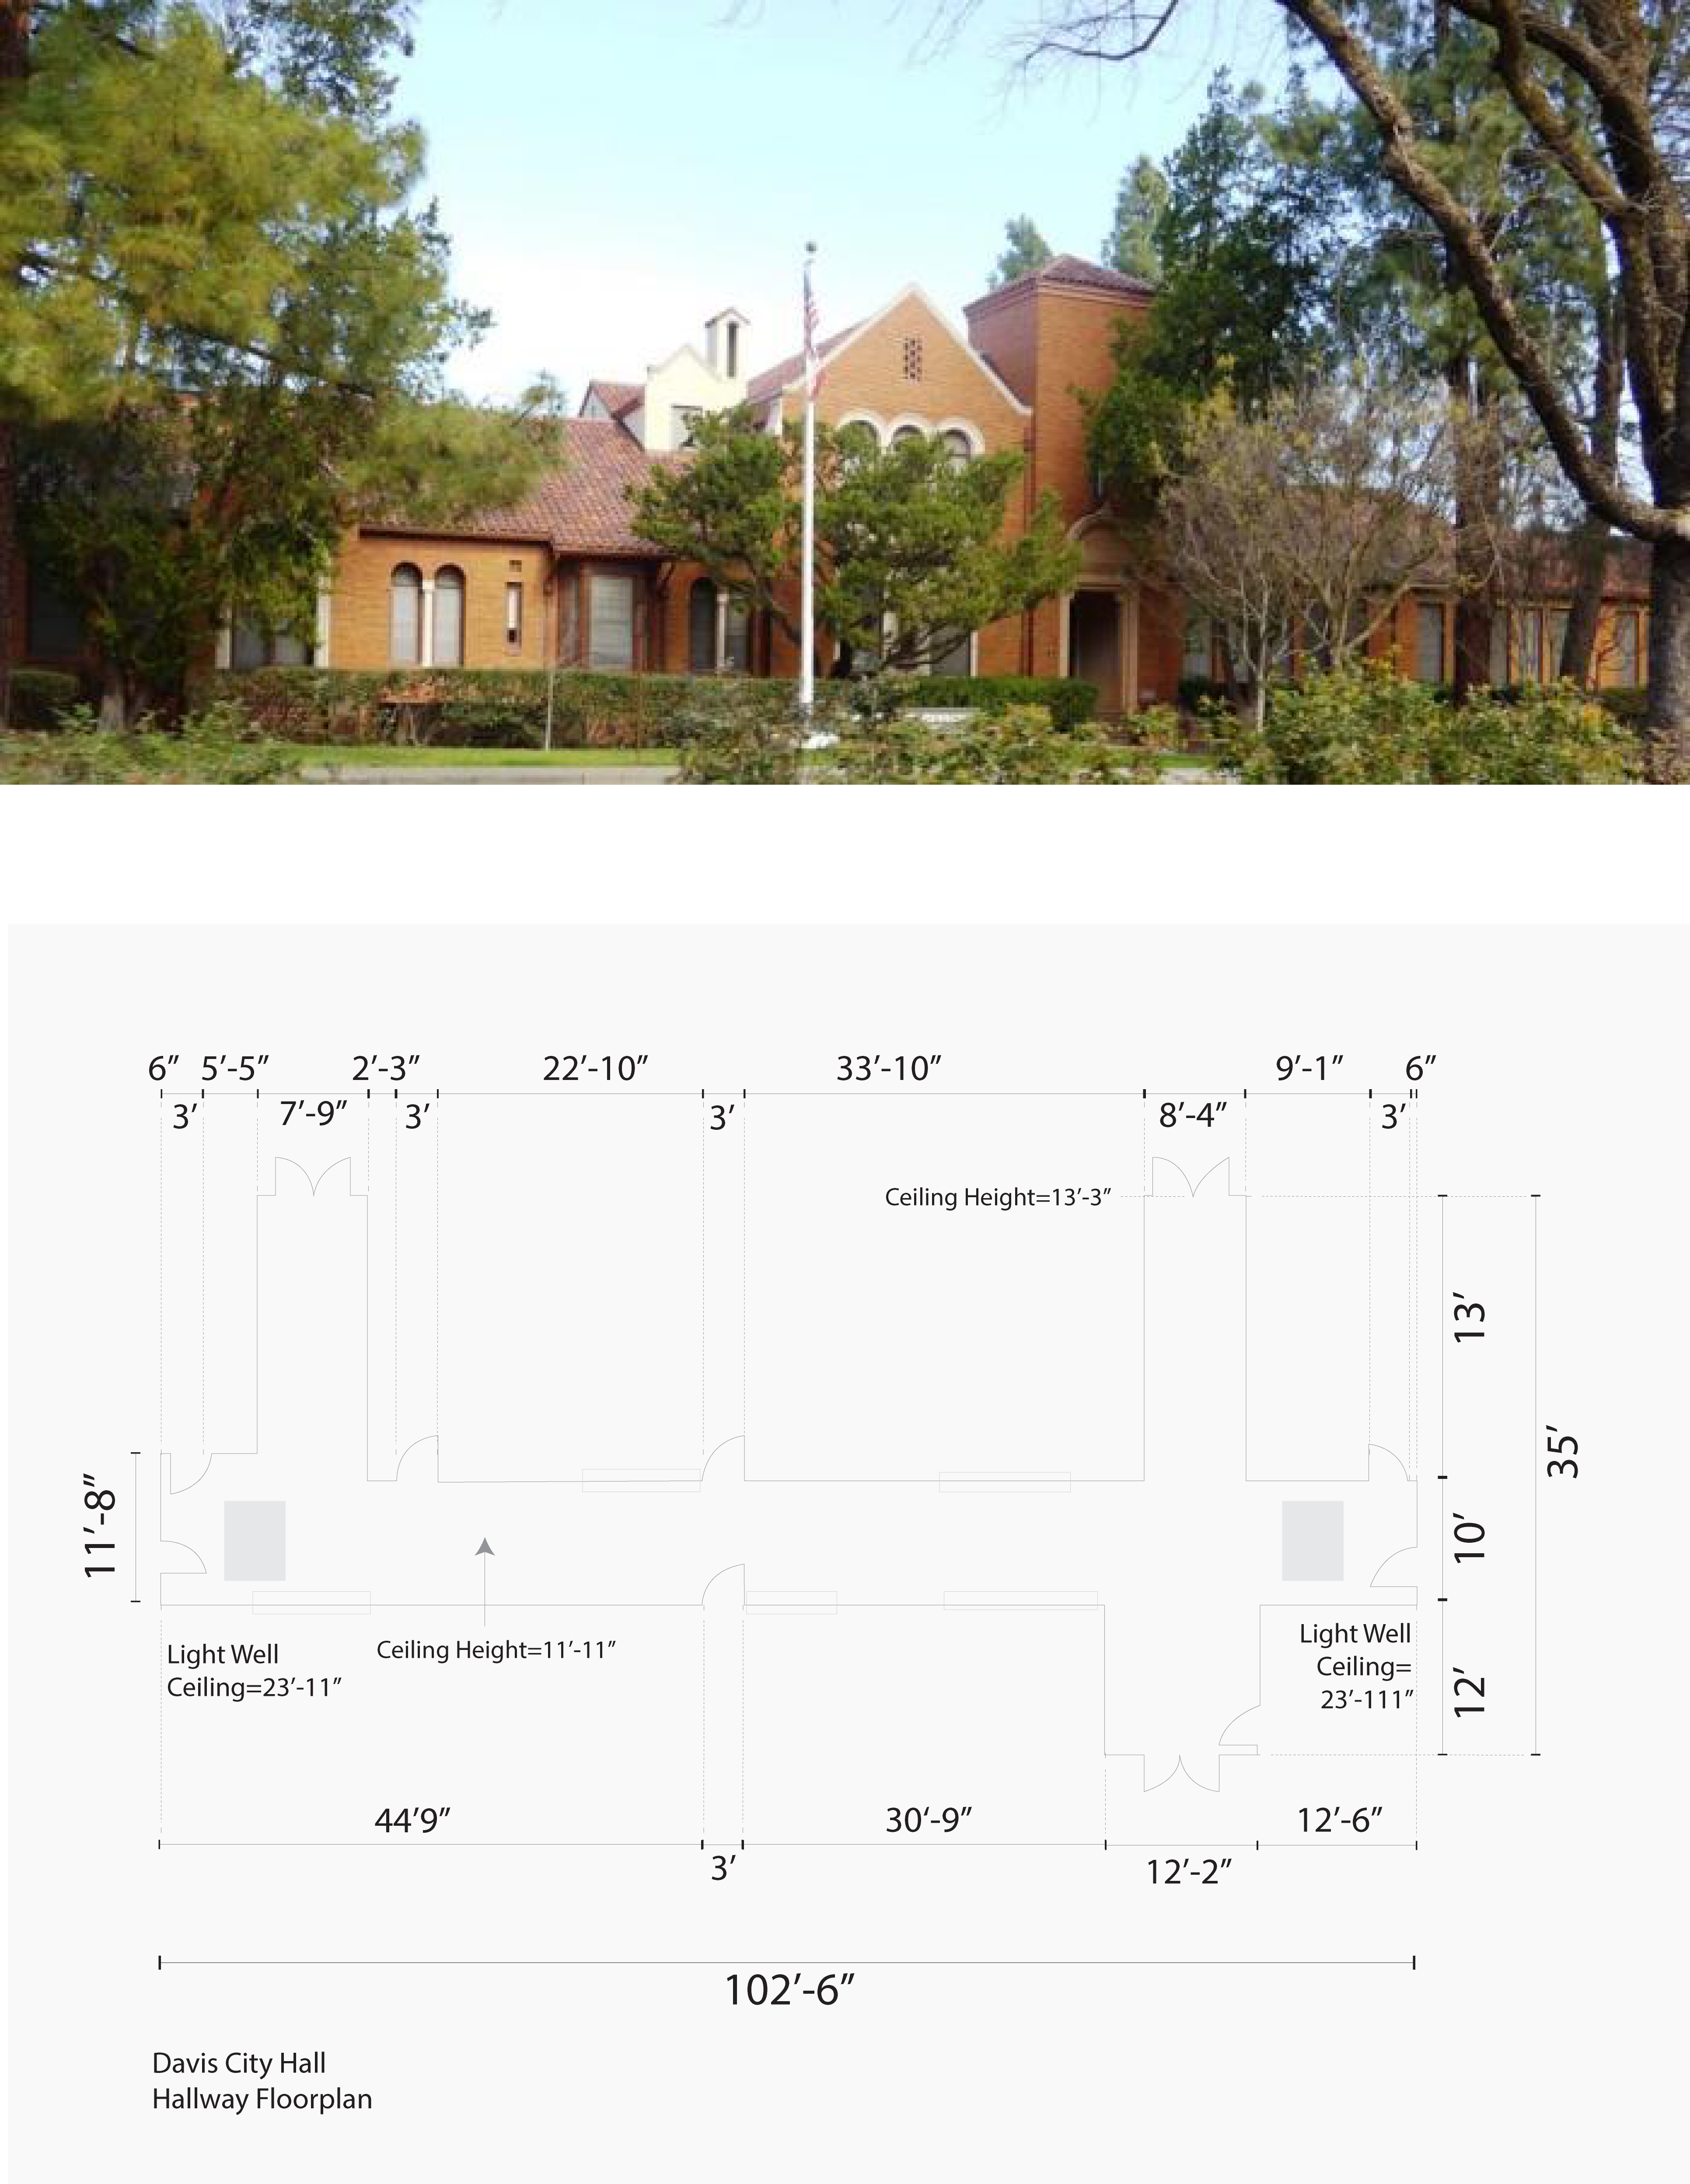 6” 5’-5” 2’-3” 22’-10” 33’-10” 9’-1” 6”
3’ 7’-9” 3’ 3’ 8’-4” 3’
Ceiling Height=13’-3”
13’
35’
11’-8”
10’
Light Well
Ceiling=23’-11”
Ceiling Height=11’-11”
Light Well
Ceiling=
23’-111”
12’
44’9” 30‘-9” 12’-6”
3’ 12’-2”
102’-6”
Davis City Hall
Hallway Floorplan